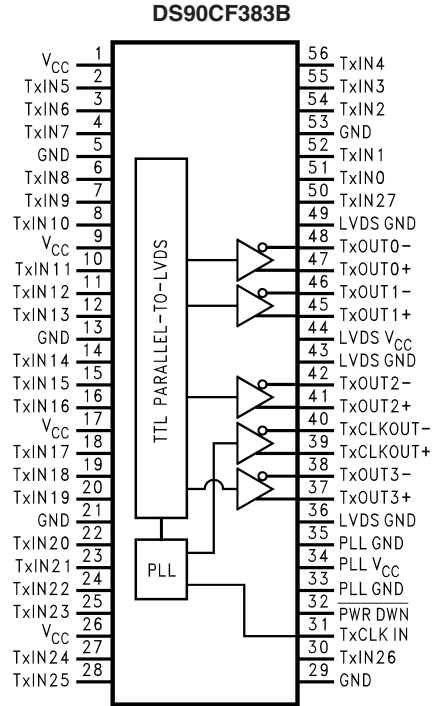 DS90CF383B
1 V_CC
2 TxIN5
3 TxIN6
4 TxIN7
5 GND
6 TxIN8
7 TxIN9
8 TxIN10
9 V_CC
10 TxIN11
11 TxIN12
12 TxIN13
13 GND
14 TxIN14
15 TxIN15
16 TxIN16
17 V_CC
18 TxIN17
19 TxIN18
20 TxIN19
21 GND
22 TxIN20
23 TxIN21
24 TxIN22
25 TxIN23
26 V_CC
27 TxIN24
28 TxIN25
TTL PARALLEL-TO-LVDS
PLL
56 TxIN4
55 TxIN3
54 TxIN2
53 GND
52 TxIN1
51 TxIN0
50 TxIN27
49 LVDS GND
48 TxOUT0-
47 TxOUT0+
46 TxOUT1-
45 TxOUT1+
44 LVDS V_CC
43 LVDS GND
42 TxOUT2-
41 TxOUT2+
40 TxCLKOUT-
39 TxCLKOUT+
38 TxOUT3-
37 TxOUT3+
36 LVDS GND
35 PLL GND
34 PLL V_CC
33 PLL GND
32 PWR DWN
31 TxCLK IN
30 TxIN26
29 GND